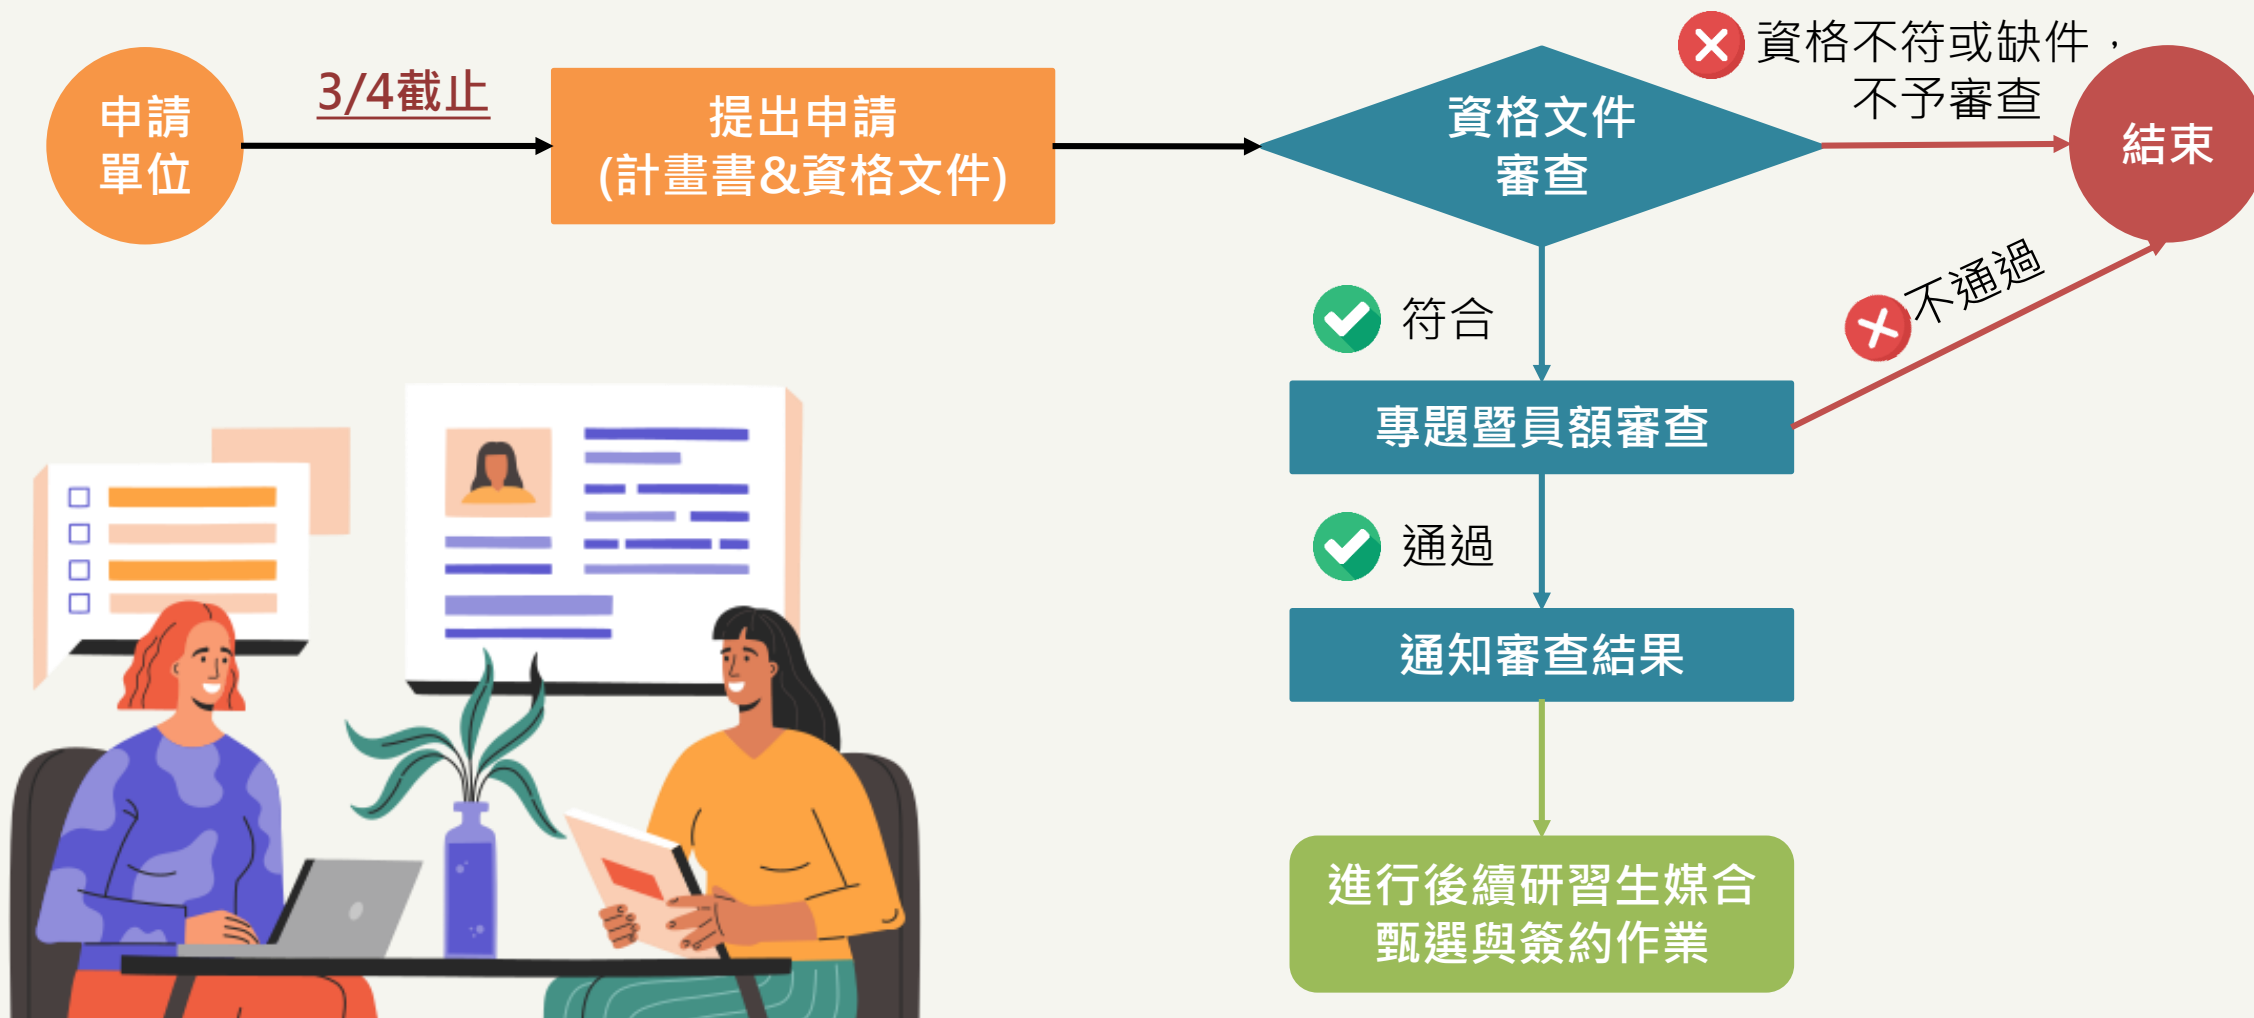 申請
單位
3/4截止
提出申請
(計畫書&資格文件)
資格文件
審查
資格不符或缺件，
不予審查
結束
符合
不通過
專題暨員額審查
通過
通知審查結果
進行後續研習生媒合
甄選與簽約作業